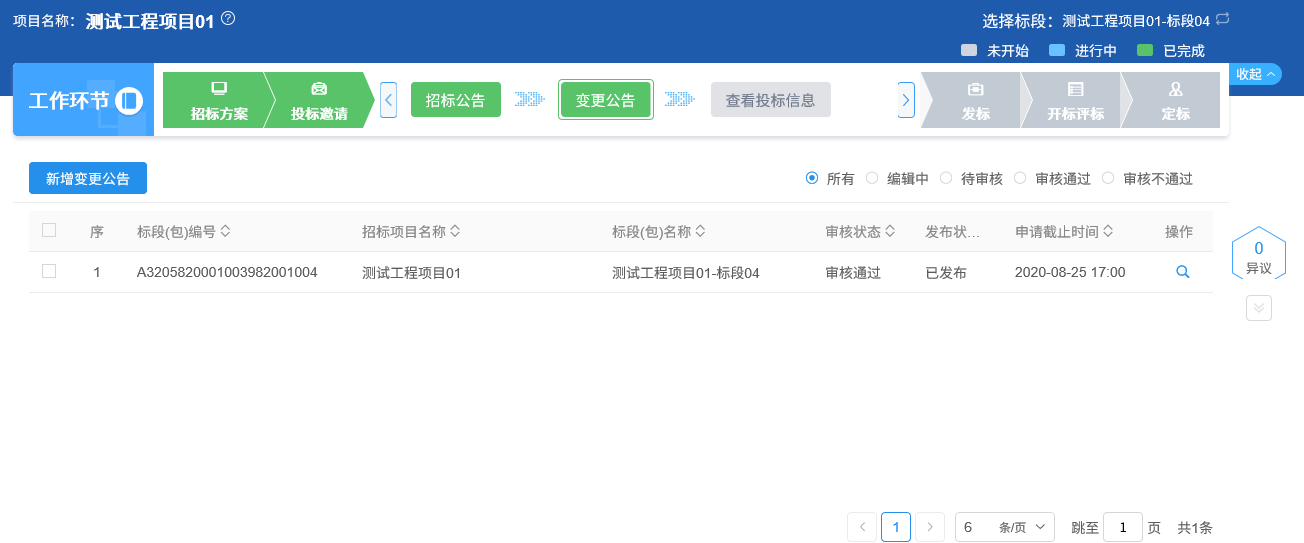 项目名称： 测试工程项目01
选择标段： 测试工程项目01-标段04
未开始 进行中 已完成
收起
工作环节
招标方案
投标邀请
招标公告
变更公告
查看投标信息
发标
开标评标
定标
新增变更公告
所有 编辑中 待审核 审核通过 审核不通过
序 标段(包)编号 招标项目名称 标段(包)名称 审核状态 发布状... 申请截止时间 操作
1 A3205820001003982001004 测试工程项目01 测试工程项目01-标段04 审核通过 已发布 2020-08-25 17:00
0
异议
1 6 条/页 跳至 1 页 共1条